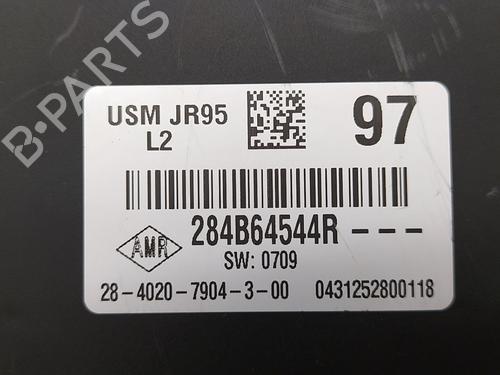 B-PARTS
USM JR95
L2
97
284B64544R - - -
AMR
SW: 0709
28-4020-7904-3-00 0431252800118